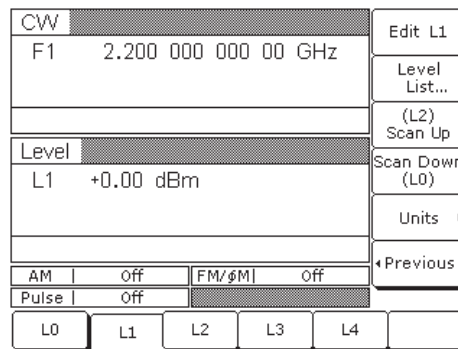 CW
F1 2.200 000 000 00 GHz
Level
L1 +0.00 dBm
AM Off FM/ϕM Off
Pulse Off
L0 L1 L2 L3 L4
Edit L1
Level
List...
(L2)
Scan Up
Scan Down
(L0)
Units
Previous